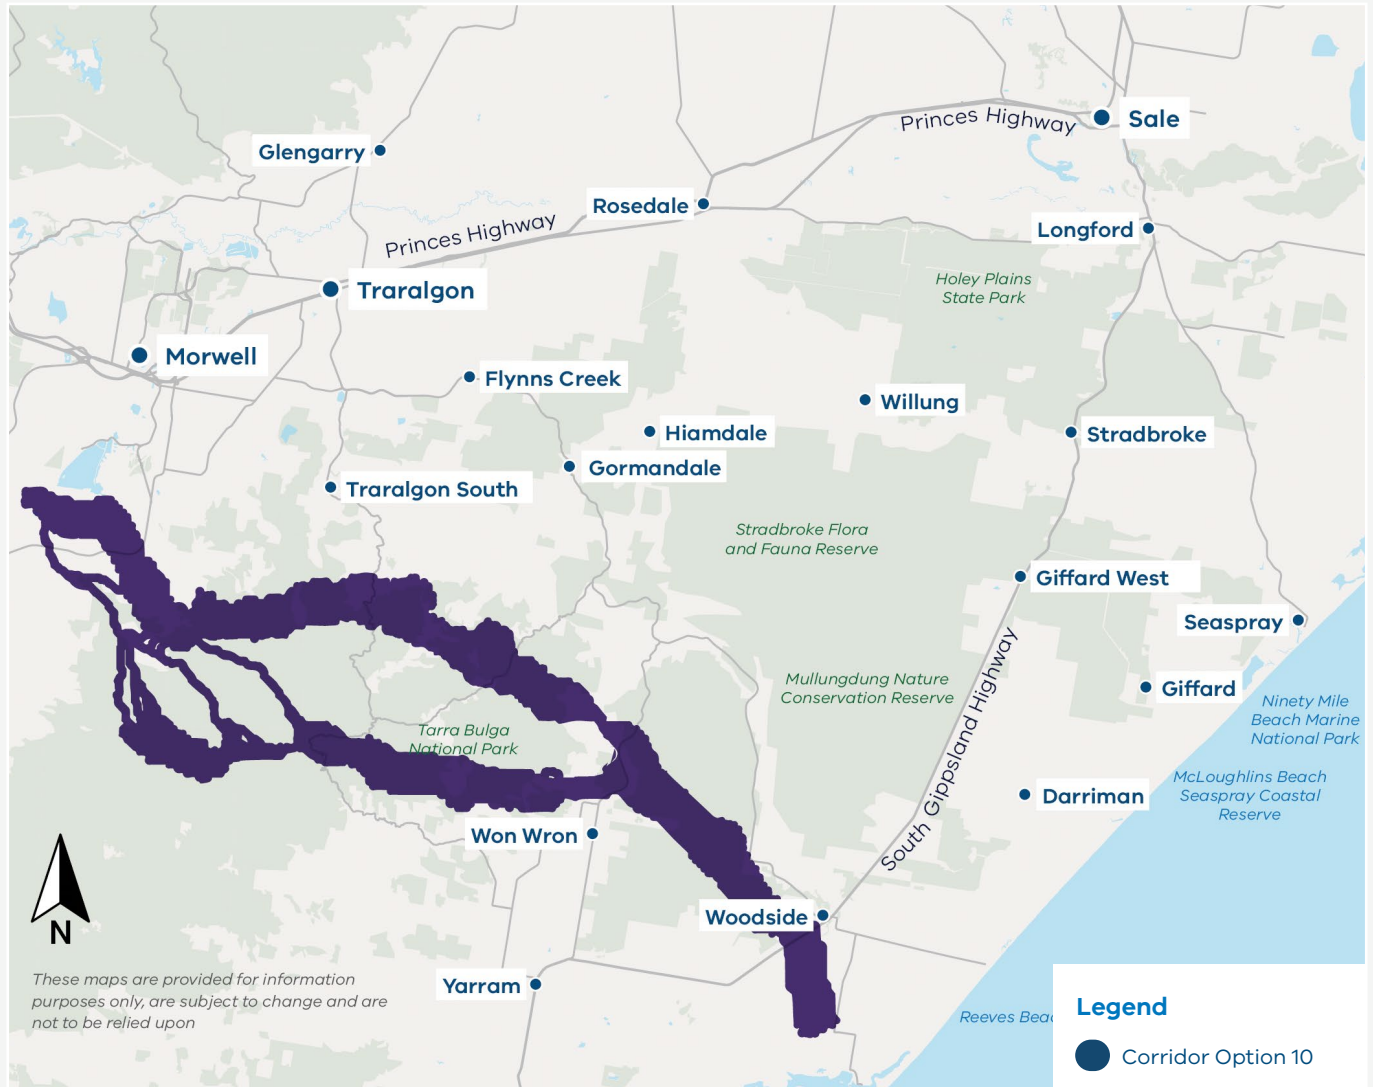 Sale
Princes Highway
Glengarry
Rosedale
Princes Highway
Longford
Holey Plains
State Park
Traralgon
Morwell
Flynns Creek
Willung
Hiamdale
Stradbroke
Gormandale
Traralgon South
Stradbroke Flora
and Fauna Reserve
Giffard West
Seaspray
Mullungdung Nature
Conservation Reserve
Giffard
South Gippsland Highway
Ninety Mile
Beach Marine
National Park
Tarra Bulga
National Park
McLoughlins Beach
Seaspray Coastal
Reserve
Darriman
Won Wron
Woodside
N
Yarram
These maps are provided for information
purposes only, are subject to change and are
not to be relied upon
Reeves Bea
Legend
Corridor Option 10